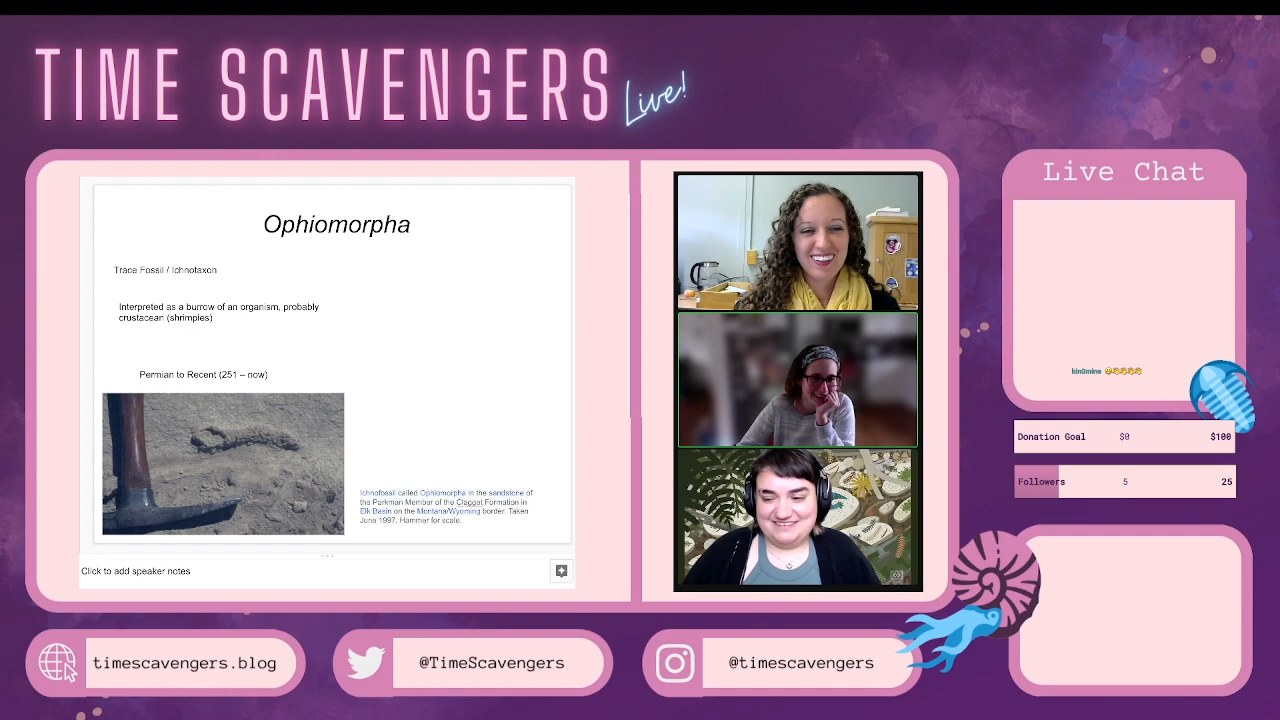 TIME SCAVENGERS
Live!
Ophiomorpha
Trace Fossil / Ichnotaxon
Interpreted as a burrow of an organism, probably
crustacean (shrimpies)
Permian to Recent (251 – now)
Ichnofossil called Ophiomorpha in the sandstone of
the Parkman Member of the Clagget Formation in
Elk Basin on the Montana/Wyoming border. Taken
June 1997. Hammer for scale.
Click to add speaker notes
Live Chat
kin0mine
Donation Goal $0 $100
Followers 5 25
timescavengers.blog
@TimeScavengers
@timescavengers